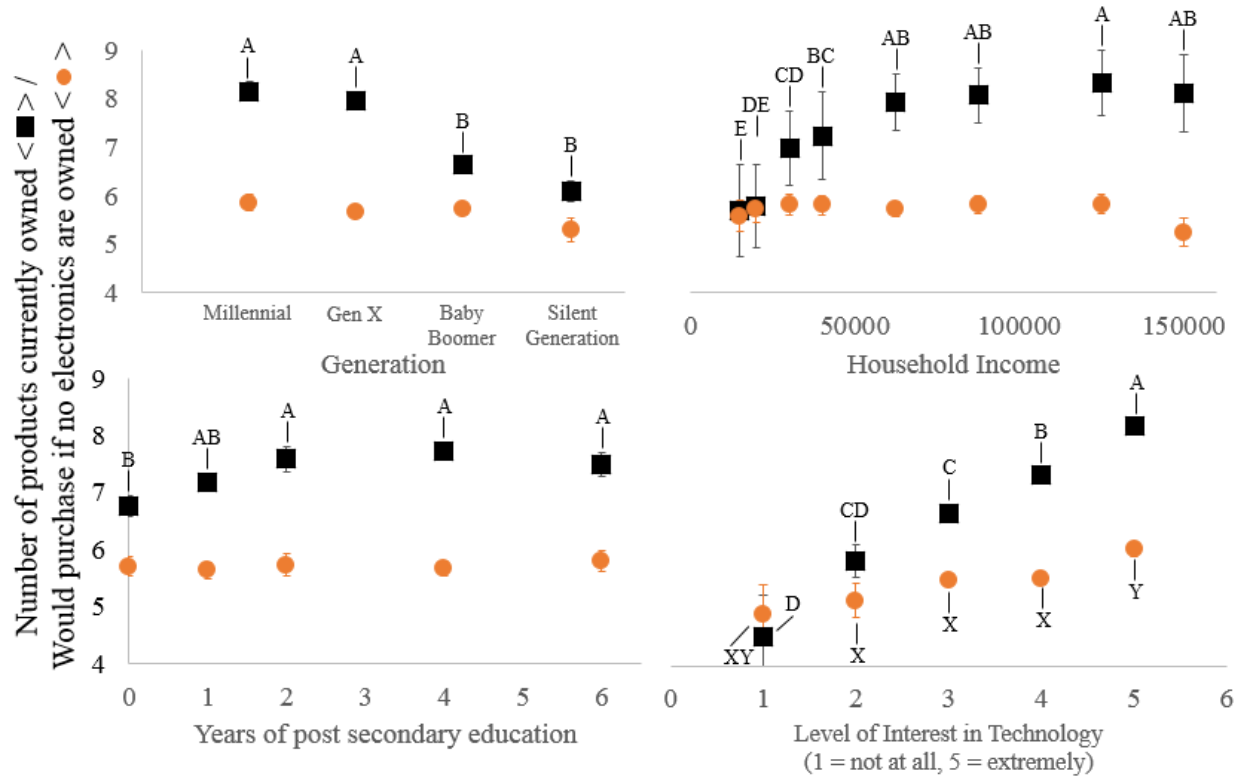 Number of products currently owned < ■ > /
Would purchase if no electronics are owned < ● >
9
8
7
6
5
4
A
A
B
B
Millennial
Gen X
Baby
Boomer
Silent
Generation
Generation
E
DE
CD
BC
AB
AB
A
AB
0
50000
100000
150000
Household Income
9
8
7
6
5
4
B
AB
A
A
A
0
1
2
3
4
5
6
Years of post secondary education
D
CD
C
B
A
XY
X
X
X
Y
0
1
2
3
4
5
6
Level of Interest in Technology
(1 = not at all, 5 = extremely)